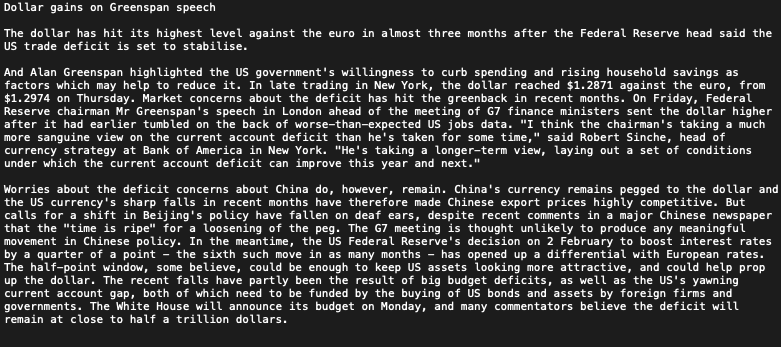 Dollar gains on Greenspan speech
The dollar has hit its highest level against the euro in almost three months after the Federal Reserve head said the
US trade deficit is set to stabilise.
And Alan Greenspan highlighted the US government's willingness to curb spending and rising household savings as
factors which may help to reduce it. In late trading in New York, the dollar reached $1.2871 against the euro, from
$1.2974 on Thursday. Market concerns about the deficit has hit the greenback in recent months. On Friday, Federal
Reserve chairman Mr Greenspan's speech in London ahead of the meeting of G7 finance ministers sent the dollar higher
after it had earlier tumbled on the back of worse-than-expected US jobs data. "I think the chairman's taking a much
more sanguine view on the current account deficit than he's taken for some time," said Robert Sinche, head of
currency strategy at Bank of America in New York. "He's taking a longer-term view, laying out a set of conditions
under which the current account deficit can improve this year and next."
Worries about the deficit concerns about China do, however, remain. China's currency remains pegged to the dollar and
the US currency's sharp falls in recent months have therefore made Chinese export prices highly competitive. But
calls for a shift in Beijing's policy have fallen on deaf ears, despite recent comments in a major Chinese newspaper
that the "time is ripe" for a loosening of the peg. The G7 meeting is thought unlikely to produce any meaningful
movement in Chinese policy. In the meantime, the US Federal Reserve's decision on 2 February to boost interest rates
by a quarter of a point - the sixth such move in as many months - has opened up a differential with European rates.
The half-point window, some believe, could be enough to keep US assets looking more attractive, and could help prop
up the dollar. The recent falls have partly been the result of big budget deficits, as well as the US's yawning
current account gap, both of which need to be funded by the buying of US bonds and assets by foreign firms and
governments. The White House will announce its budget on Monday, and many commentators believe the deficit will
remain at close to half a trillion dollars.